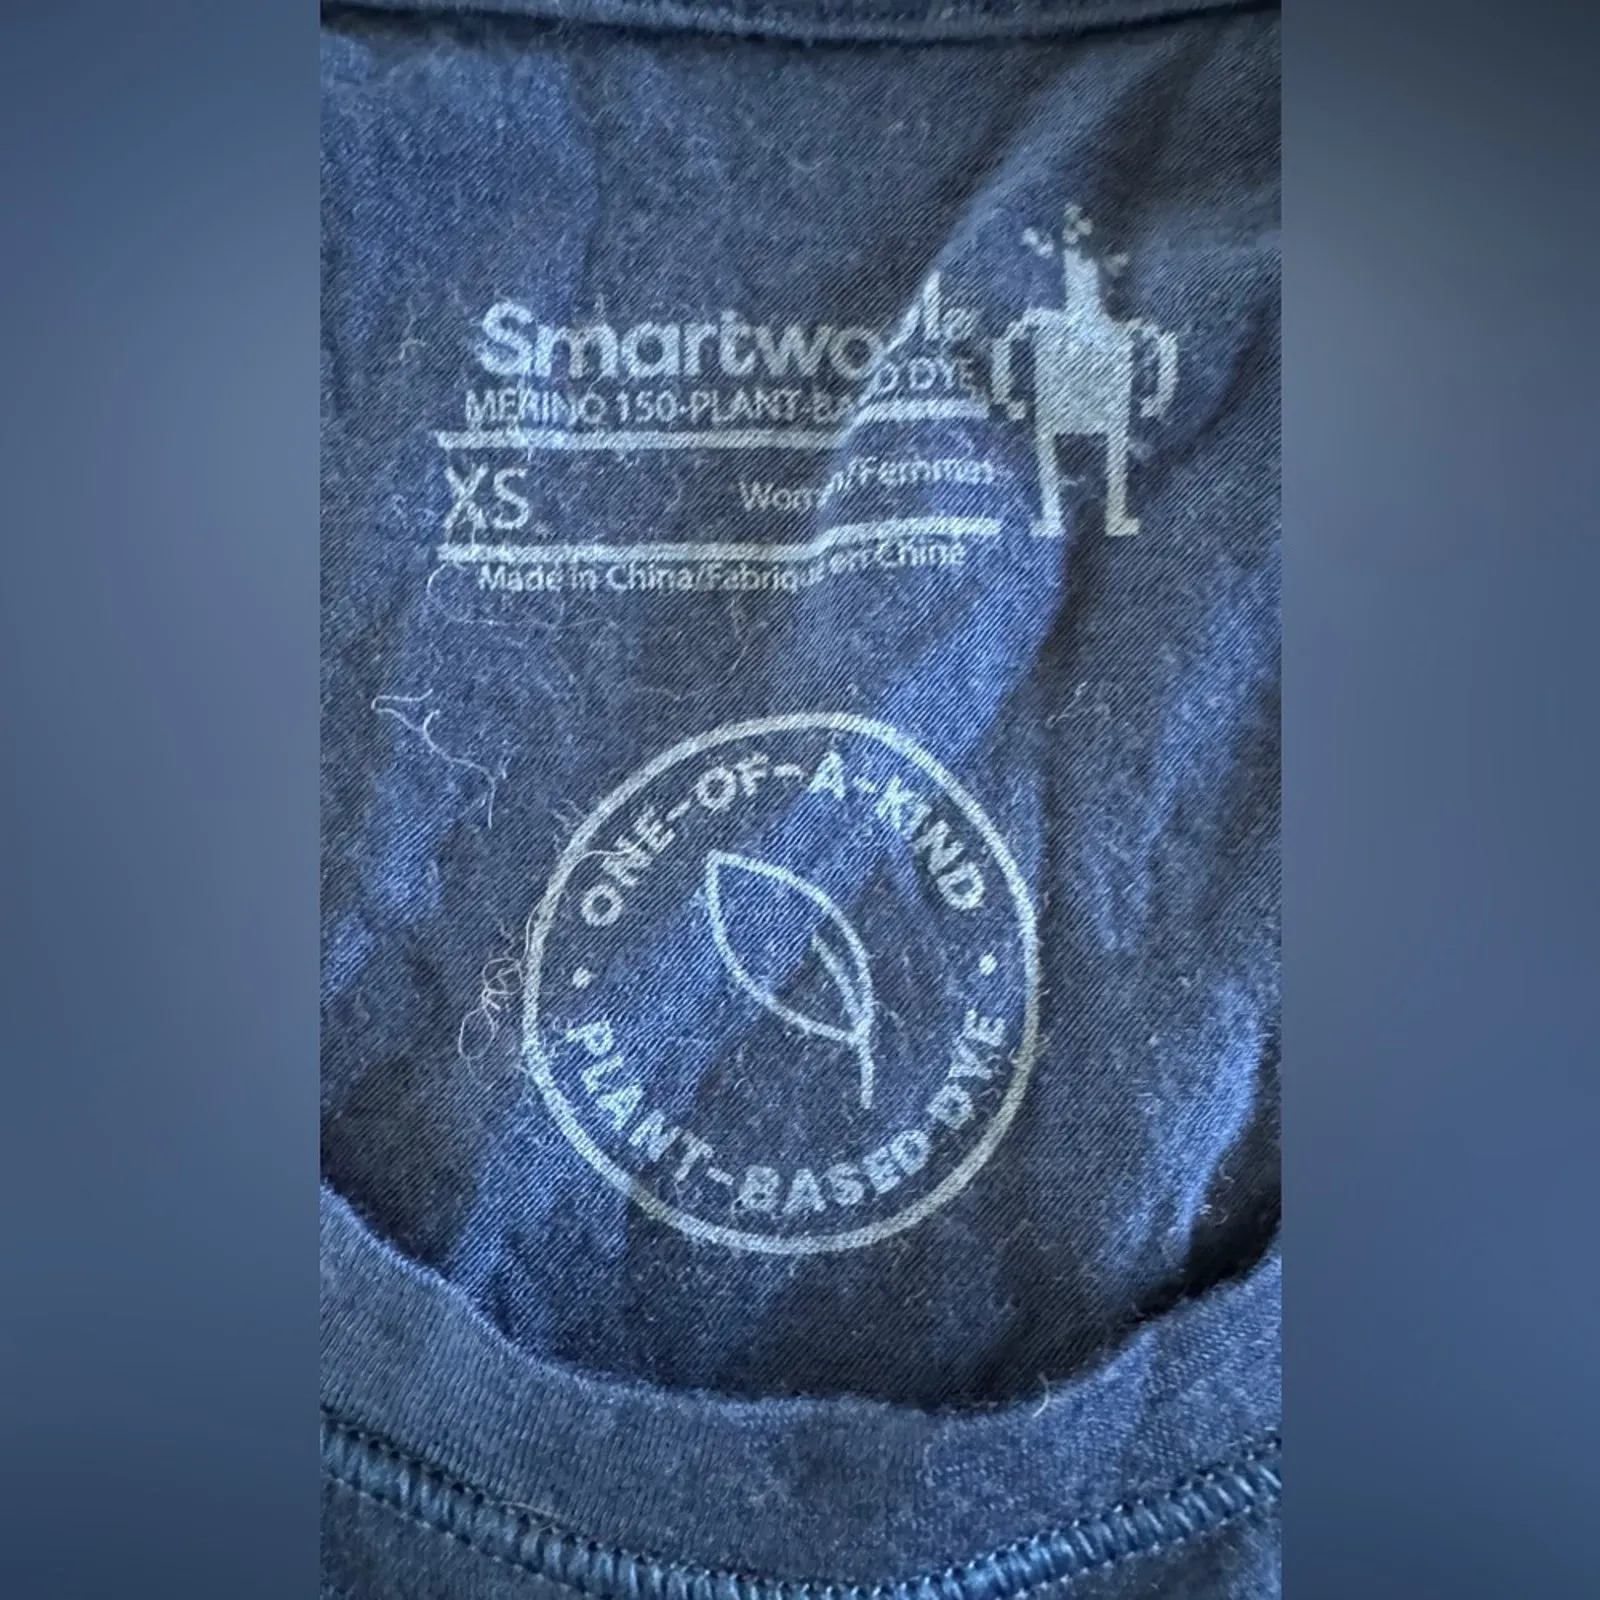 Smartwool
MERINO 150-PLANT-BASED DYE
XS Women/Femmes
Made in China/Fabriqué en Chine
• ONE-OF-A-KIND •
PLANT-BASED DYE